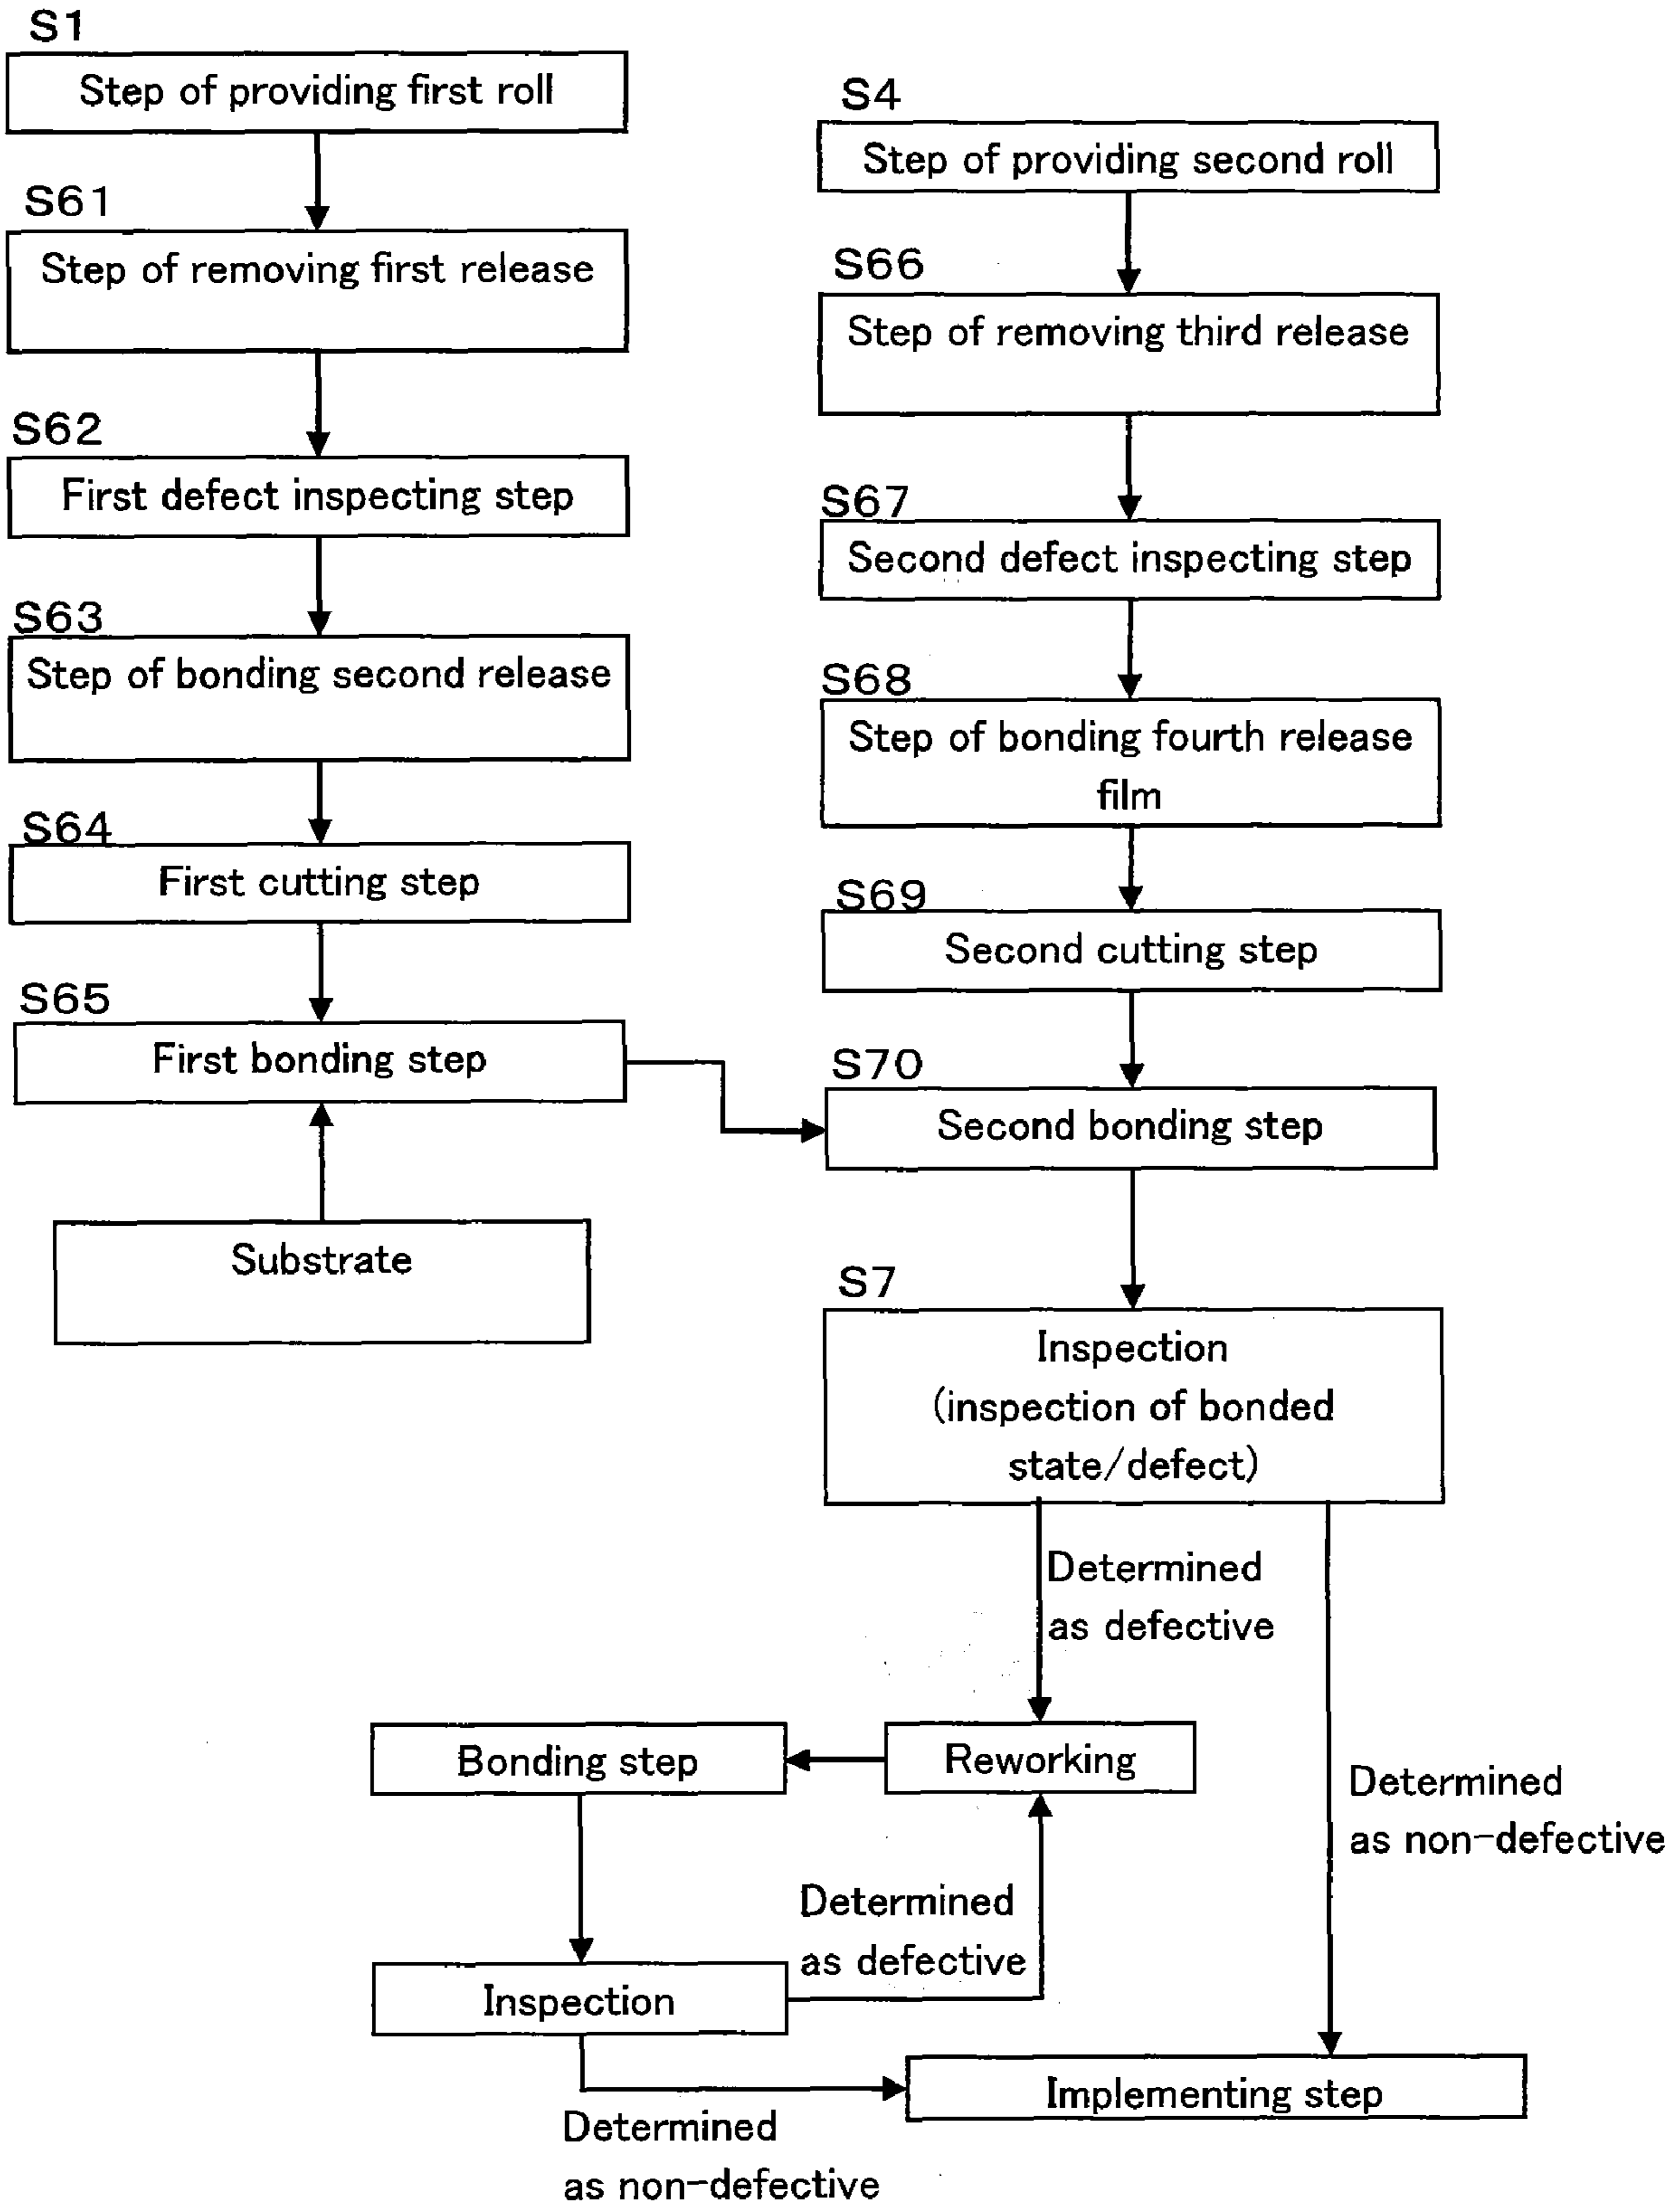 S1
Step of providing first roll
S61
Step of removing first release
S62
First defect inspecting step
S63
Step of bonding second release
S64
First cutting step
S65
First bonding step
Substrate
S4
Step of providing second roll
S66
Step of removing third release
S67
Second defect inspecting step
S68
Step of bonding fourth release
film
S69
Second cutting step
S70
Second bonding step
S7
Inspection
(inspection of bonded
state/defect)
Determined
as defective
Bonding step
Reworking
Determined
as non-defective
Determined
as defective
Inspection
Implementing step
Determined
as non-defective